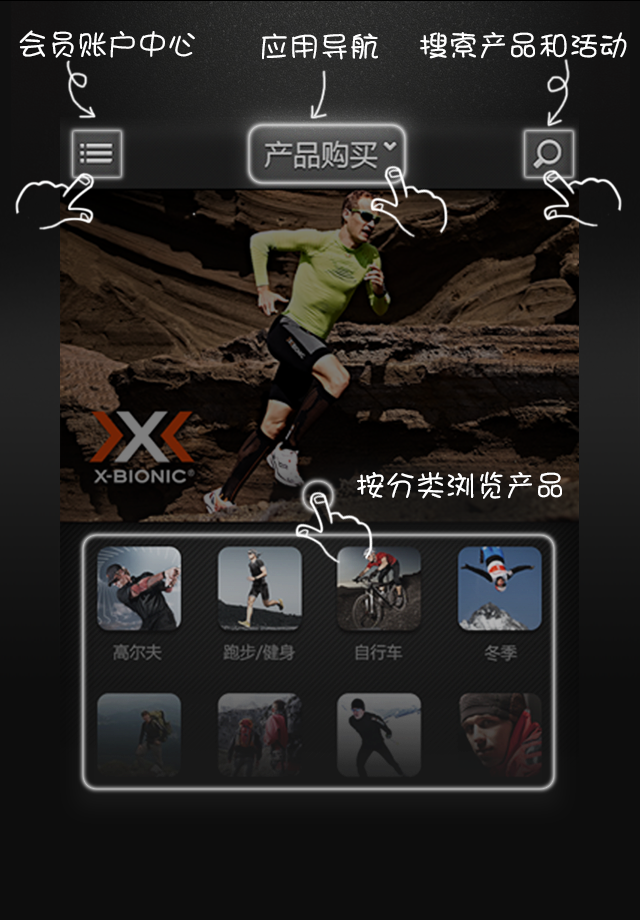 会员账户中心
应用导航
搜索产品和活动
产品购买
X-BIONIC®
按分类浏览产品
高尔夫
跑步/健身
自行车
冬季